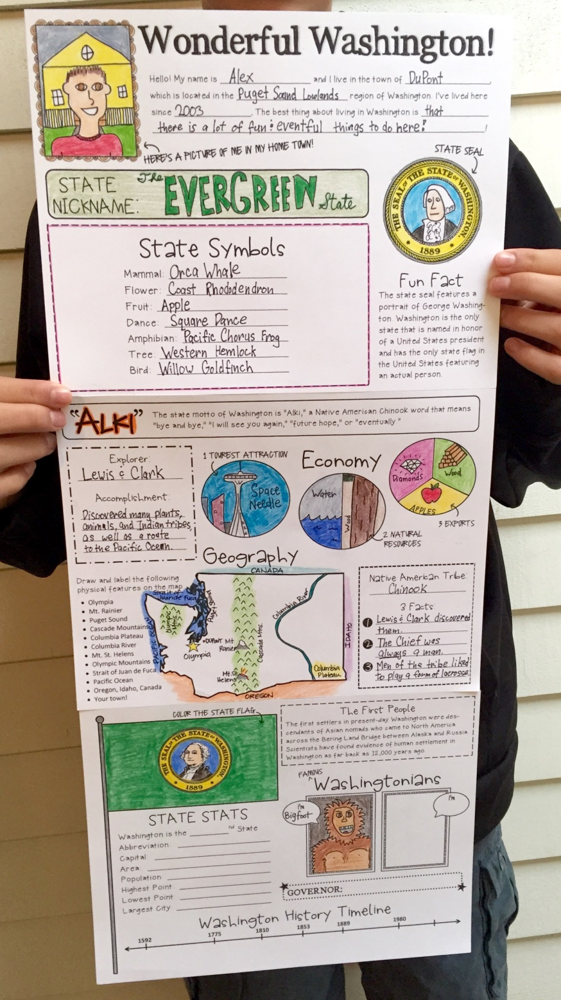 Wonderful Washington!
Hello! My name is Alex and I live in the town of DuPont,
which is located in the Puget Sound Lowlands region of Washington. I've lived here
since 2003. The best thing about living in Washington is that
there is a lot of fun & eventful things to do here!!
HERE'S A PICTURE OF ME IN MY HOME TOWN!
STATE SEAL
STATE
NICKNAME:
The EVERGREEN State
THE SEAL OF THE STATE OF WASHINGTON
1889
State Symbols
Mammal: Orca Whale
Flower: Coast Rhododendron
Fruit: Apple
Dance: Square Dance
Amphibian: Pacific Chorus Frog
Tree: Western Hemlock
Bird: Willow Goldfinch
Fun Fact
The state seal features a
portrait of George Washing-
ton. Washington is the only
state that is named in honor
of a United States president
and has the only state flag in
the United States featuring
an actual person.
"ALKI"
The state motto of Washington is "Alki," a Native American Chinook word that means
"bye and bye," "I will see you again," "future hope," or "eventually "
Explorer:
Lewis & Clark
Accomplishment:
Discovered many plants,
animals, and Indian tribes,
as well as a route
to the Pacific Ocean.
1 TOUREST ATTRACTION
Space
Needle
Economy
Water
Wood
2 NATURAL
RESOURCES
Diamonds
Wood
APPLES
3 EXPORTS
Geography
Draw and label the following
physical features on the map
• Olympia
• Mt. Rainier
• Puget Sound
• Cascade Mountains
• Columbia Plateau
• Columbia River
• Mt. St. Helens
• Olympic Mountains
• Strait of Juan de Fuca
• Pacific Ocean
• Oregon, Idaho, Canada
• Your town!
CANADA
Strait of
Juande Fuca
Puget Sound
Olympic
Mtns.
PACIFIC OCEAN
DUPONT
Olympia
Mt.
Ranier
Cascade Mtns.
Mt. St.
Helens
Columbia River
Columbia
Plateau
IDAHO
OREGON
Native American Tribe:
Chinook
3 Facts
1 Lewis & Clark discovered
them.
2 The Chief was
always a man.
3 Men of the tribe liked
to play a form of lacrosse.
COLOR THE STATE FLAG
THE SEAL OF THE STATE OF WASHINGTON
1889
The First People
The first settlers in present-day Washington were des-
cendants of Asian nomads who came to North America
across the Bering Land Bridge between Alaska and Russia
Scientists have found evidence of human settlement in
Washington as far back as 12,000 years ago
FAMOUS
Washingtonians
I'm
Bigfoot
I'm
STATE STATS
Washington is the nd State
Abbreviation
Capital
Area
Population
Highest Point
Lowest Point
Largest City
GOVERNOR:
Washington History Timeline
1592 1775 1810 1853 1889 1980